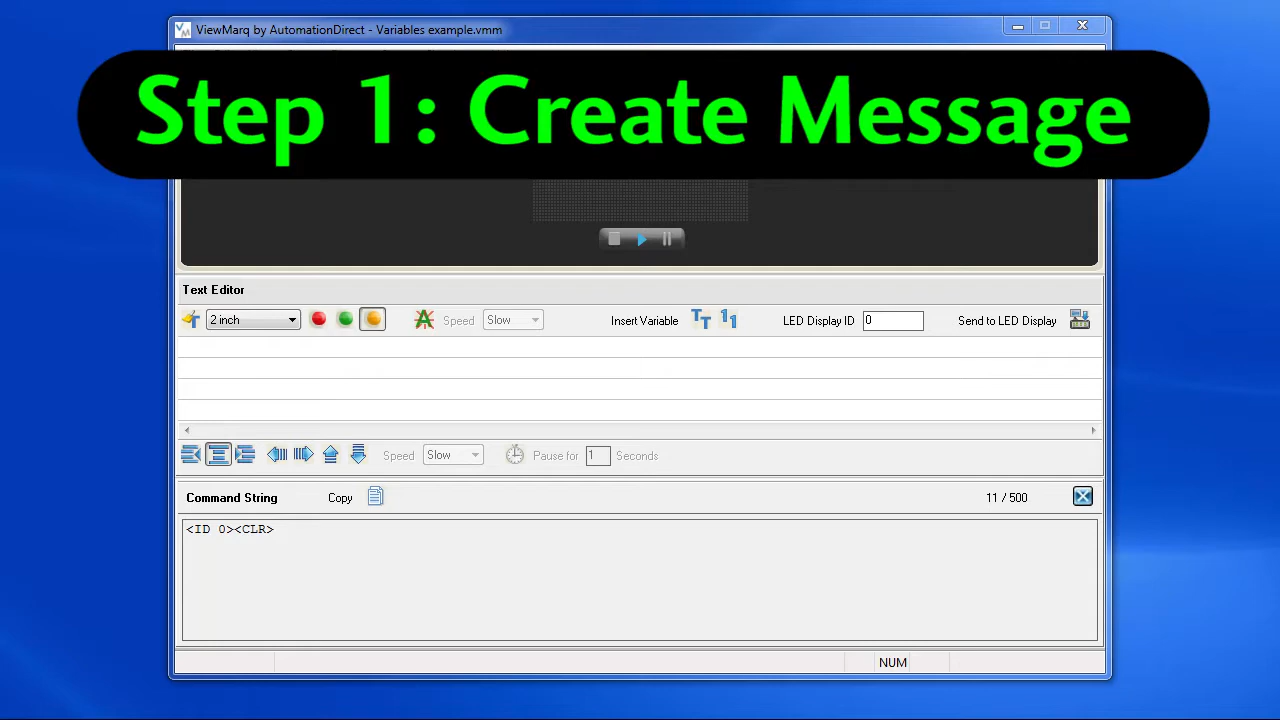 ViewMarq by AutomationDirect - Variables example.vmm
Step 1: Create Message
Text Editor
2 inch Speed Slow Insert Variable LED Display ID 0 Send to LED Display
Speed Slow Pause for 1 Seconds
Command String Copy 11 / 500
<ID 0><CLR>
NUM